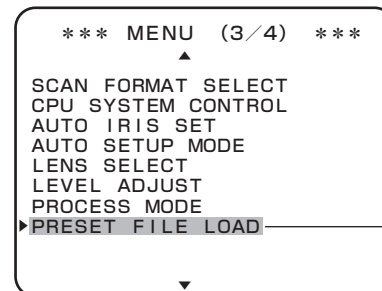 *** MENU (3/4) ***
▲
SCAN FORMAT SELECT
CPU SYSTEM CONTROL
AUTO IRIS SET
AUTO SETUP MODE
LENS SELECT
LEVEL ADJUST
PROCESS MODE
▶PRESET FILE LOAD
▼